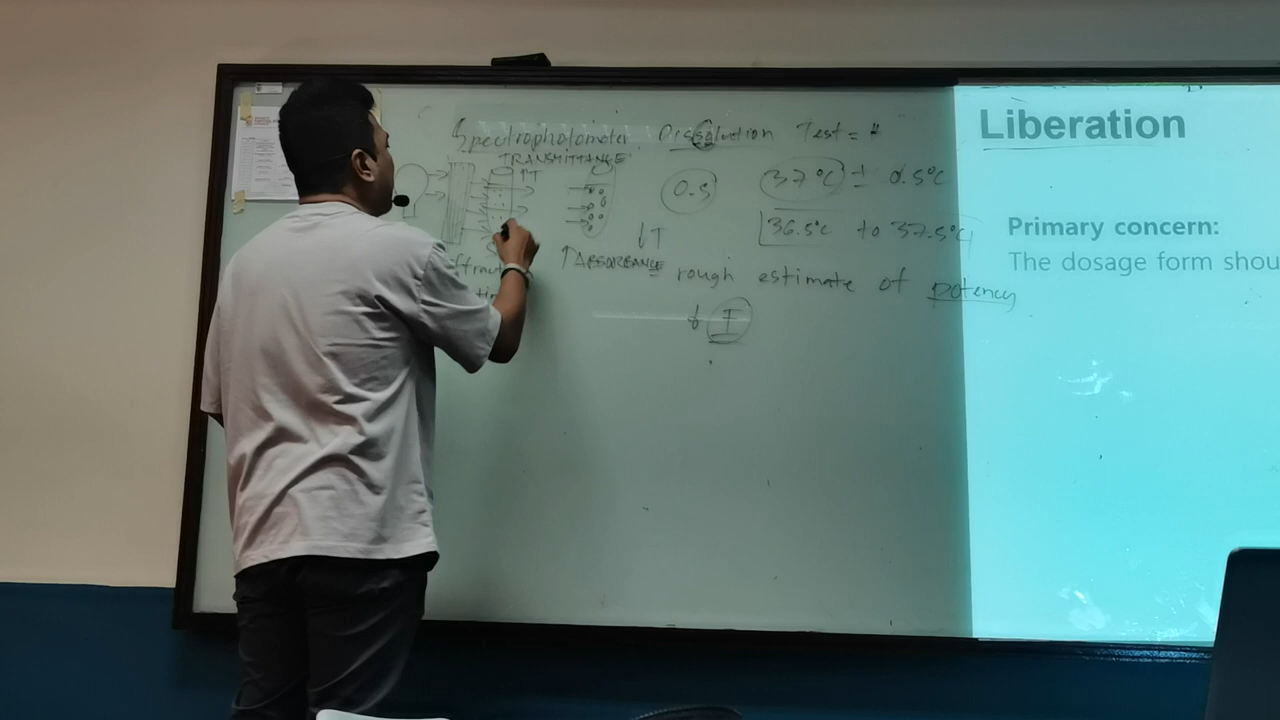 Spectrophotometer
TRANSMITTANCE
↑T
Dissolution Test =
0.5
37°C ± 0.5°C
36.5°C to 37.5°C
↓T
↑ABSORBANCE
rough estimate of potency
Liberation
Primary concern:
The dosage form shou